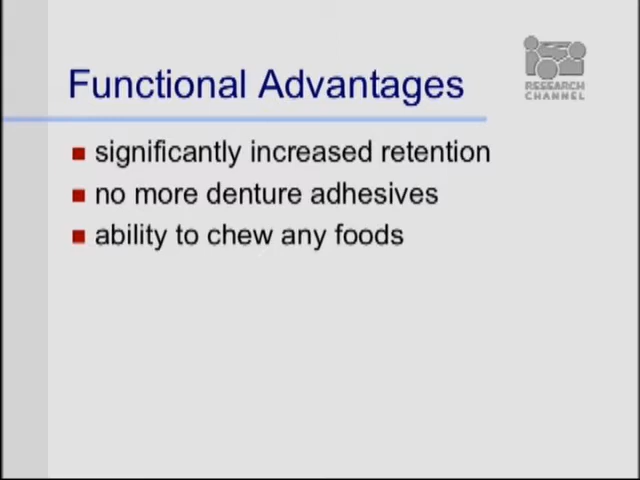 Functional Advantages
RESEARCH
CHANNEL
significantly increased retention
no more denture adhesives
ability to chew any foods